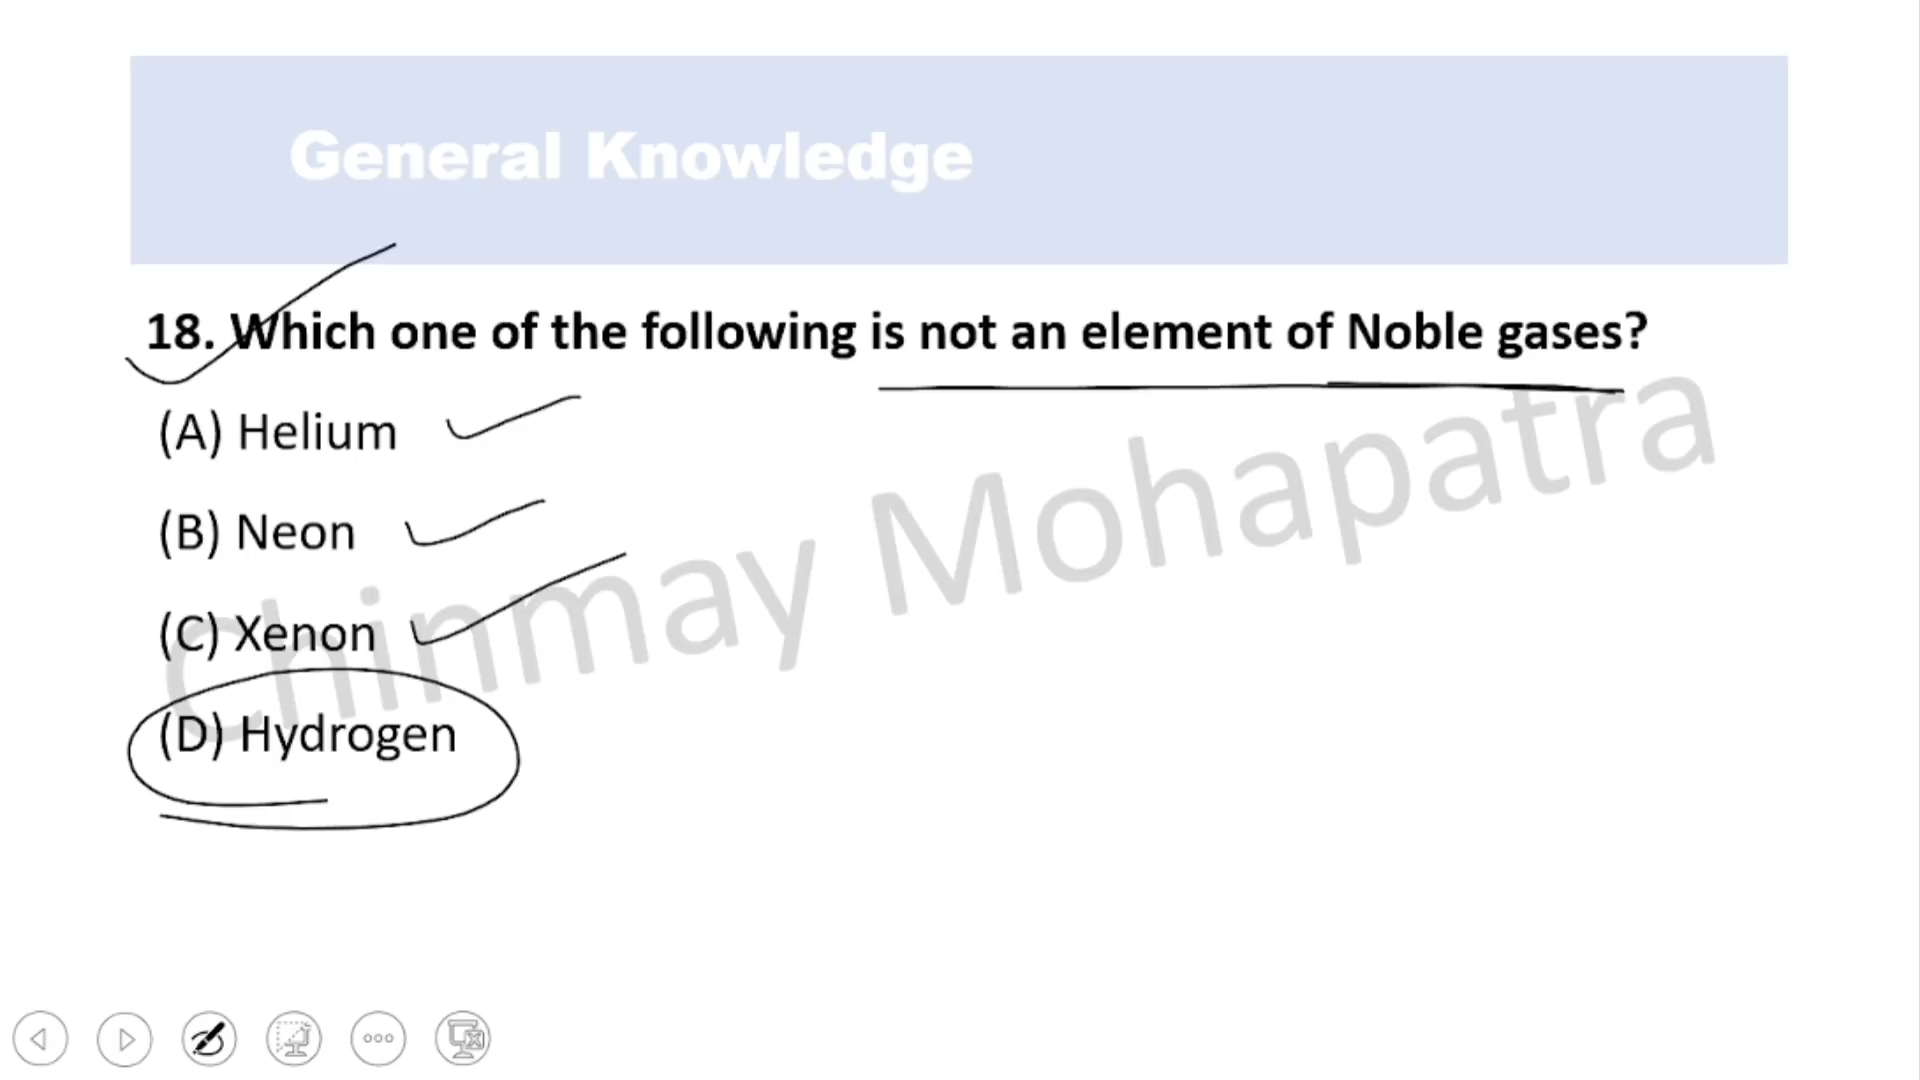 General Knowledge
18. Which one of the following is not an element of Noble gases?
(A) Helium
(B) Neon
(C) Xenon
(D) Hydrogen
Chinmay Mohapatra